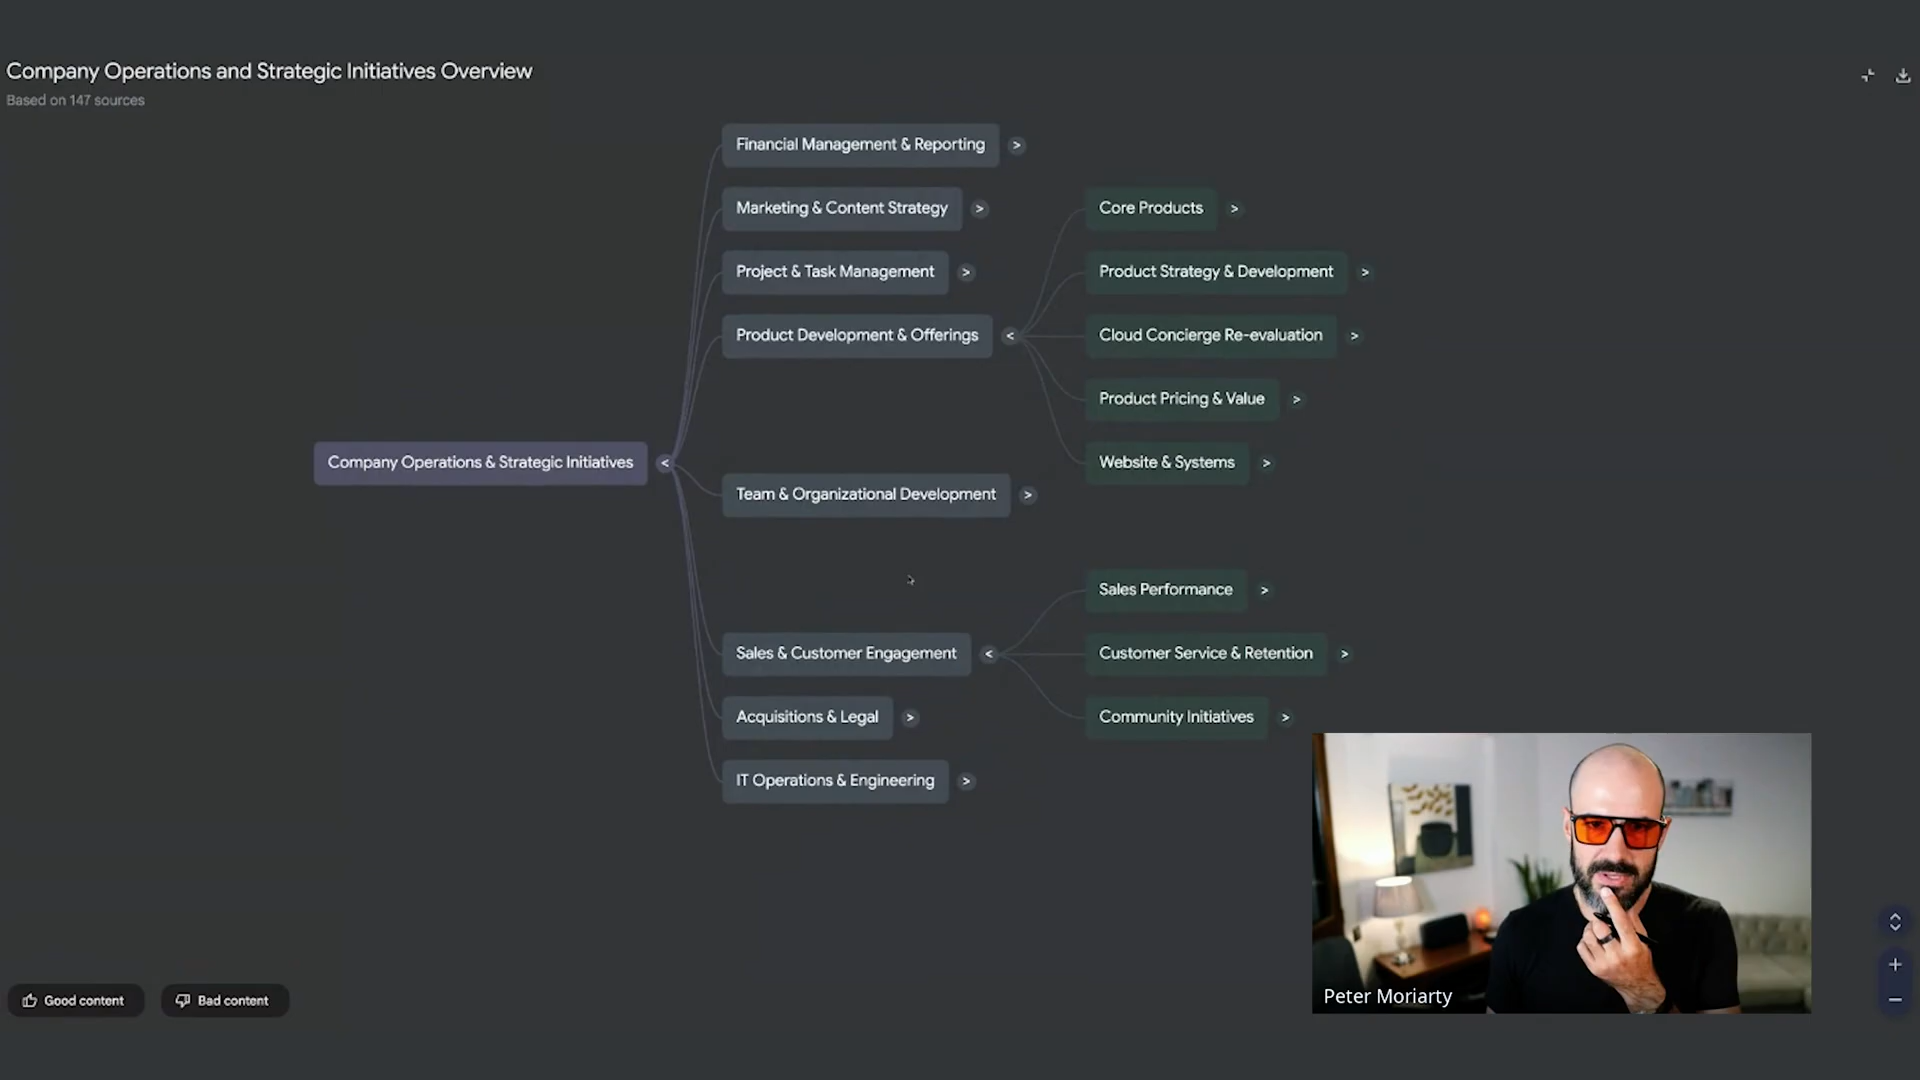 Company Operations and Strategic Initiatives Overview
Based on 147 sources
Financial Management & Reporting >
Marketing & Content Strategy >
Core Products >
Project & Task Management >
Product Strategy & Development >
Product Development & Offerings <
Cloud Concierge Re-evaluation >
Product Pricing & Value >
Company Operations & Strategic Initiatives <
Website & Systems >
Team & Organizational Development >
Sales Performance >
Sales & Customer Engagement <
Customer Service & Retention >
Acquisitions & Legal >
Community Initiatives >
IT Operations & Engineering >
Good content
Bad content
Peter Moriarty